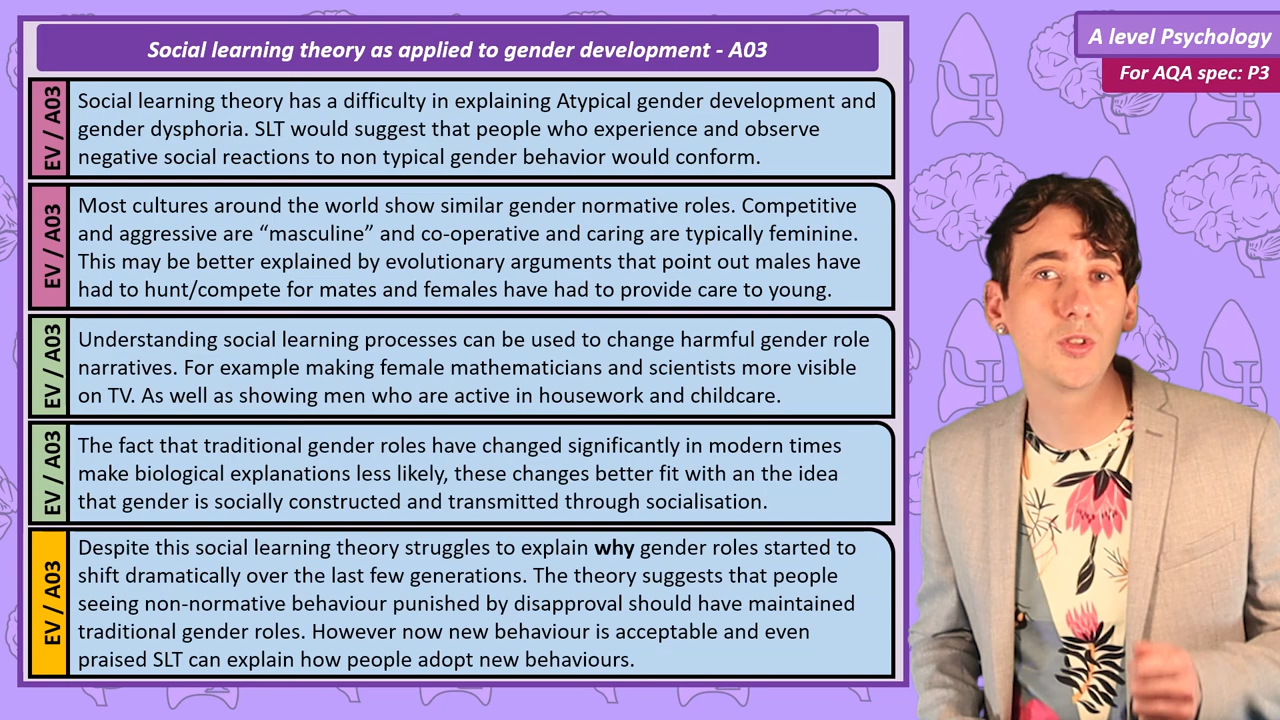 Social learning theory as applied to gender development - A03
A level Psychology
For AQA spec: P3
EV / A03
Social learning theory has a difficulty in explaining Atypical gender development and
gender dysphoria. SLT would suggest that people who experience and observe
negative social reactions to non typical gender behavior would conform.
EV / A03
Most cultures around the world show similar gender normative roles. Competitive
and aggressive are “masculine” and co-operative and caring are typically feminine.
This may be better explained by evolutionary arguments that point out males have
had to hunt/compete for mates and females have had to provide care to young.
EV / A03
Understanding social learning processes can be used to change harmful gender role
narratives. For example making female mathematicians and scientists more visible
on TV. As well as showing men who are active in housework and childcare.
EV / A03
The fact that traditional gender roles have changed significantly in modern times
make biological explanations less likely, these changes better fit with an the idea
that gender is socially constructed and transmitted through socialisation.
EV / A03
Despite this social learning theory struggles to explain why gender roles started to
shift dramatically over the last few generations. The theory suggests that people
seeing non-normative behaviour punished by disapproval should have maintained
traditional gender roles. However now new behaviour is acceptable and even
praised SLT can explain how people adopt new behaviours.